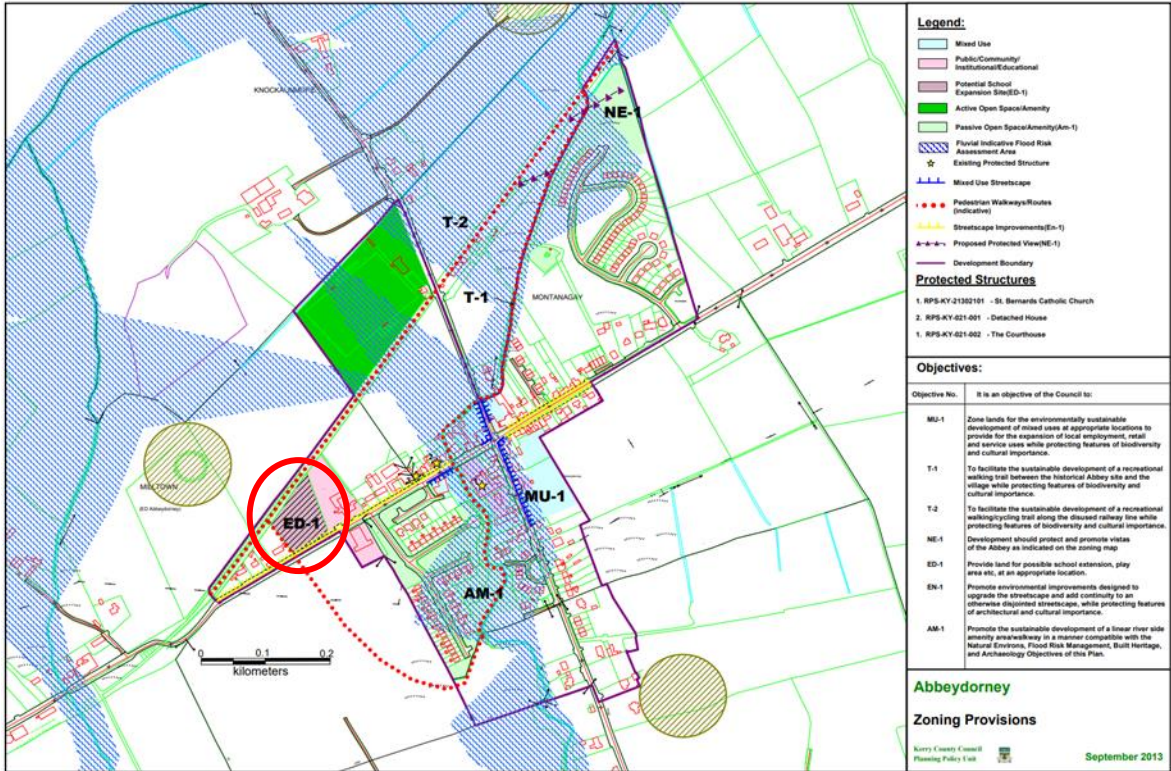 KNOCKAUNMORE
NE-1
T-2
T-1
MONTANAGAY
MU-1
MILLTOWN
(ED Abbeydorney)
ED-1
AM-1
0 0.1 0.2
kilometers
Legend:
Mixed Use
Public/Community/
Institutional/Educational
Potential School
Expansion Site(ED-1)
Active Open Space/Amenity
Passive Open Space/Amenity(Am-1)
Fluvial Indicative Flood Risk
Assessment Area
Existing Protected Structure
Mixed Use Streetscape
Pedestrian Walkways/Routes
(indicative)
Streetscape Improvements(En-1)
Proposed Protected View(NE-1)
Development Boundary
Protected Structures
1. RPS-KY-21302101 - St. Bernards Catholic Church
2. RPS-KY-021-001 - Detached House
1. RPS-KY-021-002 - The Courthouse
Objectives:
Objective No. It is an objective of the Council to:
MU-1 Zone lands for the environmentally sustainable
development of mixed uses at appropriate locations to
provide for the expansion of local employment, retail
and service uses while protecting features of biodiversity
and cultural importance.
T-1 To facilitate the sustainable development of a recreational
walking trail between the historical Abbey site and the
village while protecting features of biodiversity and
cultural importance.
T-2 To facilitate the sustainable development of a recreational
walking/cycling trail along the disused railway line while
protecting features of biodiversity and cultural importance.
NE-1 Development should protect and promote vistas
of the Abbey as indicated on the zoning map
ED-1 Provide land for possible school extension, play
area etc, at an appropriate location.
EN-1 Promote environmental improvements designed to
upgrade the streetscape and add continuity to an
otherwise disjointed streetscape, while protecting features
of architectural and cultural importance.
AM-1 Promote the sustainable development of a linear river side
amenity area/walkway in a manner compatible with the
Natural Environs, Flood Risk Management, Built Heritage,
and Archaeology Objectives of this Plan.
Abbeydorney
Zoning Provisions
Kerry County Council
Planning Policy Unit
September 2013